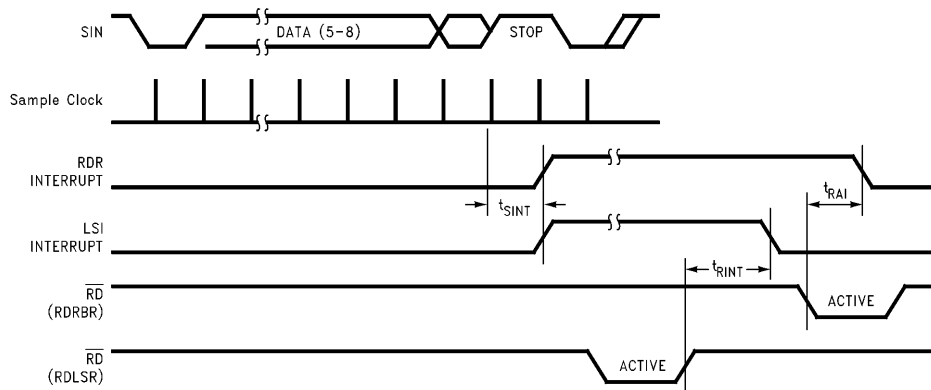 SIN
DATA (5-8)
STOP
Sample Clock
RDR
INTERRUPT
tSINT
tRAI
LSI
INTERRUPT
tRINT
RD
(RDRBR)
ACTIVE
RD
(RDLSR)
ACTIVE